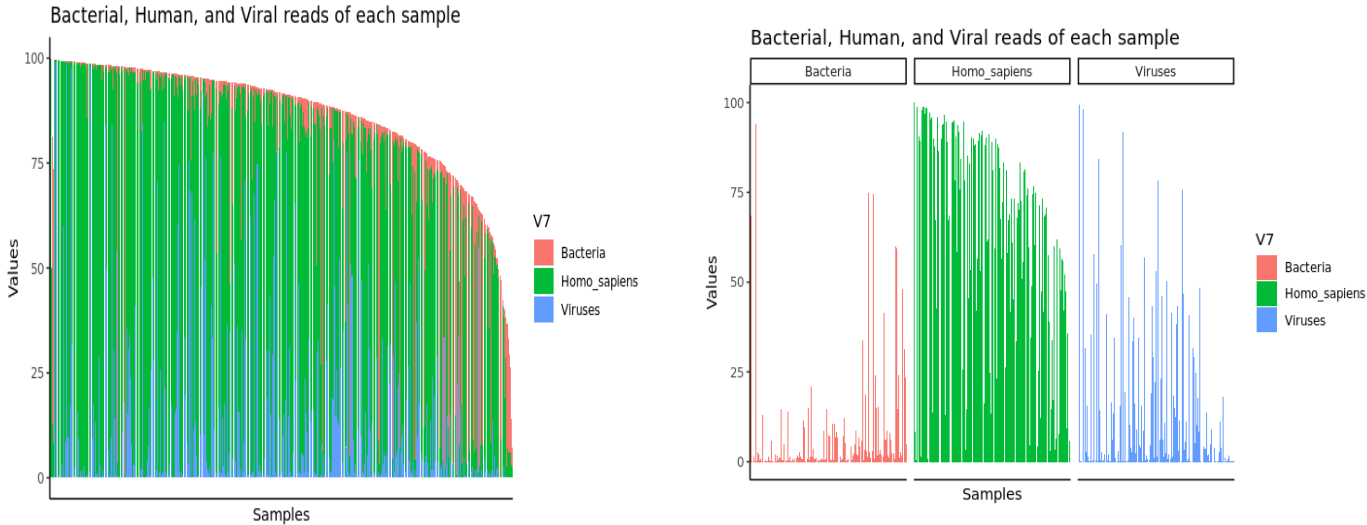 Bacterial, Human, and Viral reads of each sample
100
75
50
25
0
Values
Samples
V7
Bacteria
Homo_sapiens
Viruses
Bacterial, Human, and Viral reads of each sample
Bacteria
Homo_sapiens
Viruses
100
75
50
25
0
Values
Samples
V7
Bacteria
Homo_sapiens
Viruses